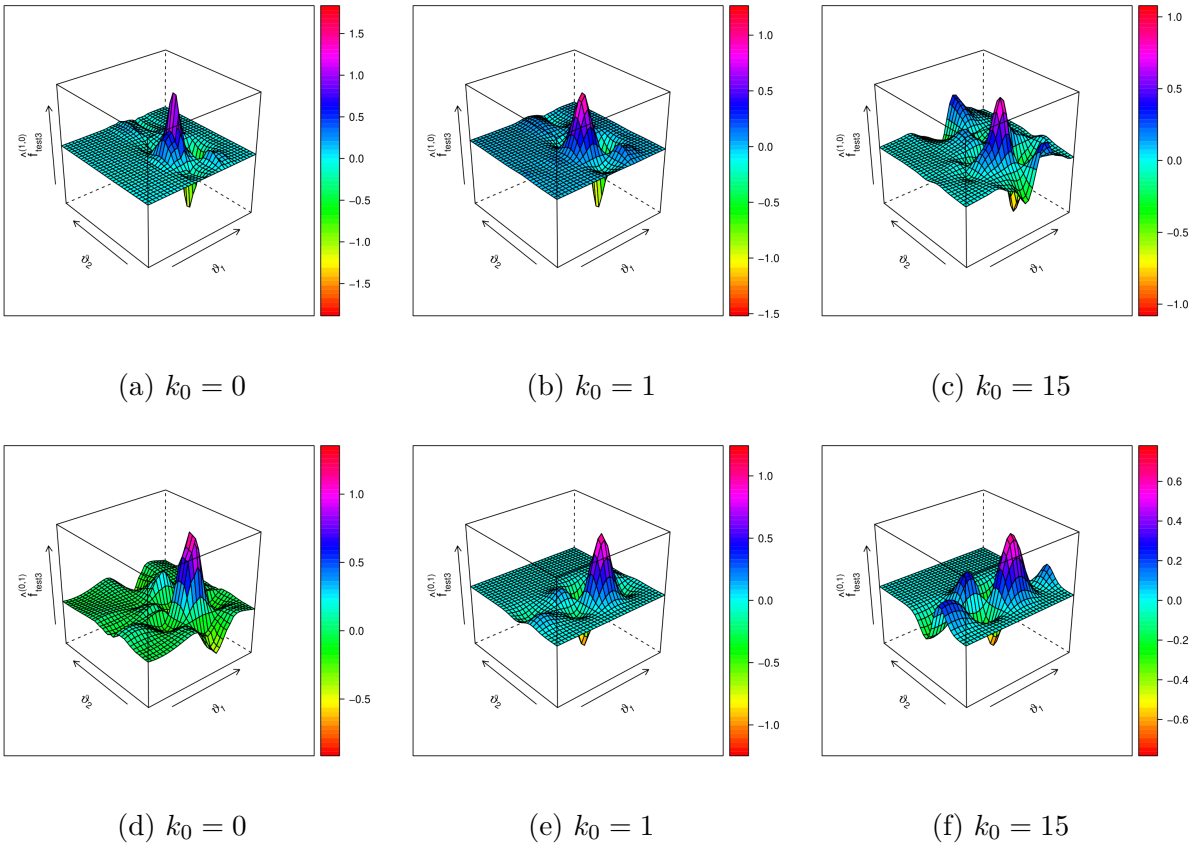 1.5
1.0
0.5
0.0
−0.5
−1.0
−1.5
f̂_test3^(1,0)
ϑ₂
ϑ₁
1.0
0.5
0.0
−0.5
−1.0
−1.5
f̂_test3^(1,0)
ϑ₂
ϑ₁
1.0
0.5
0.0
−0.5
−1.0
f̂_test3^(1,0)
ϑ₂
ϑ₁
(a) k₀ = 0
(b) k₀ = 1
(c) k₀ = 15
1.0
0.5
0.0
−0.5
f̂_test3^(0,1)
ϑ₂
ϑ₁
1.0
0.5
0.0
−0.5
−1.0
f̂_test3^(0,1)
ϑ₂
ϑ₁
0.6
0.4
0.2
0.0
−0.2
−0.4
−0.6
f̂_test3^(0,1)
ϑ₂
ϑ₁
(d) k₀ = 0
(e) k₀ = 1
(f) k₀ = 15